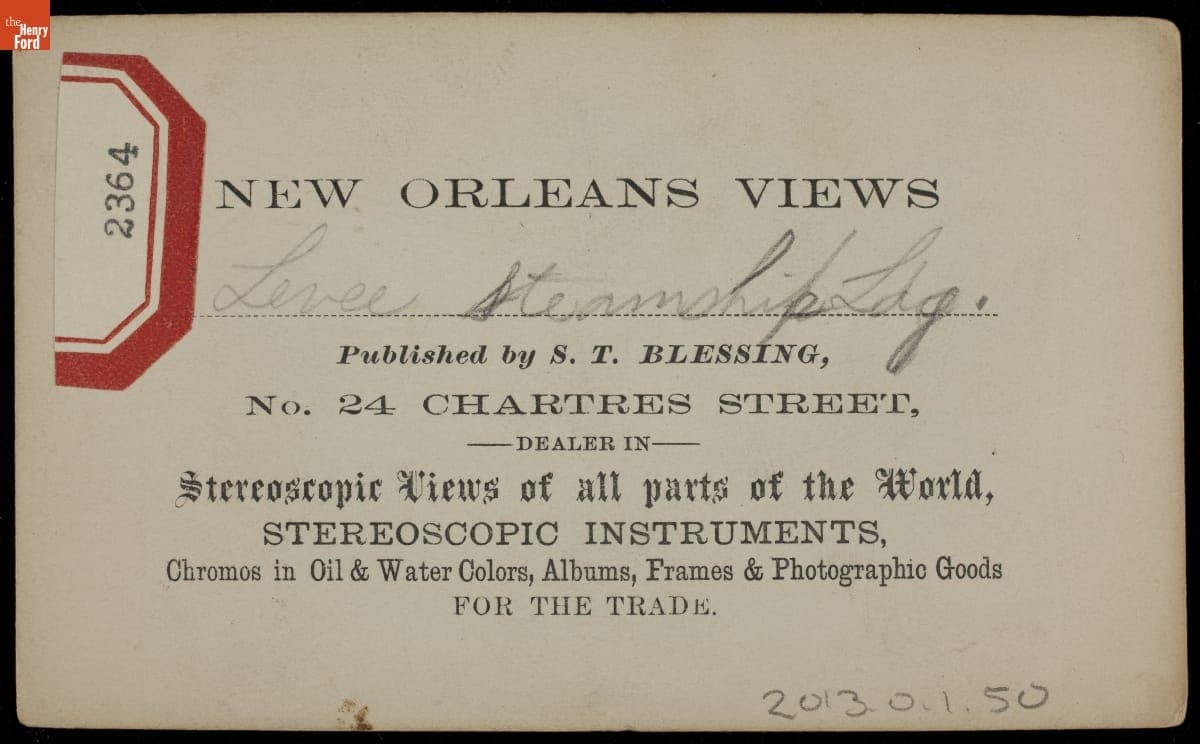 the
Henry
Ford
2364
NEW ORLEANS VIEWS
Levee Steamship Ldg.
Published by S. T. BLESSING,
No. 24 CHARTRES STREET,
—DEALER IN—
Stereoscopic Views of all parts of the World,
STEREOSCOPIC INSTRUMENTS,
Chromos in Oil & Water Colors, Albums, Frames & Photographic Goods
FOR THE TRADE.
2013.0.1.50